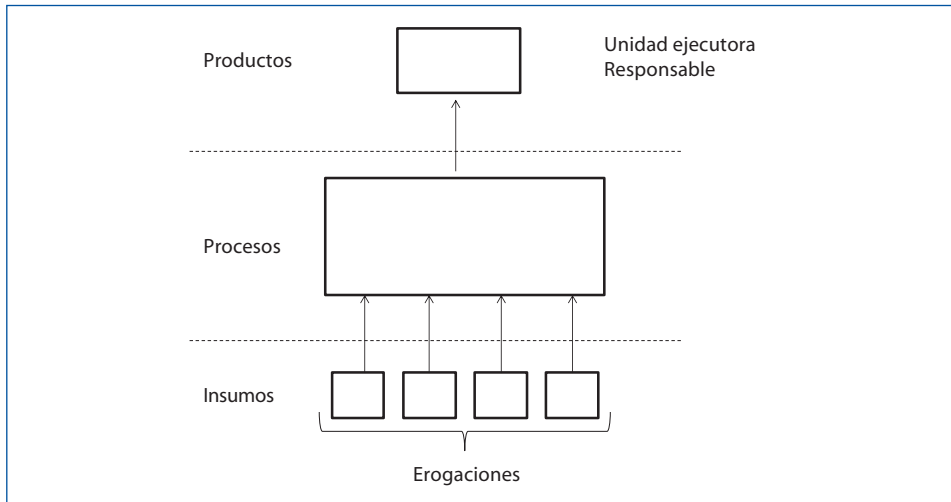 Productos
Unidad ejecutora
Responsable
Procesos
Insumos
Erogaciones